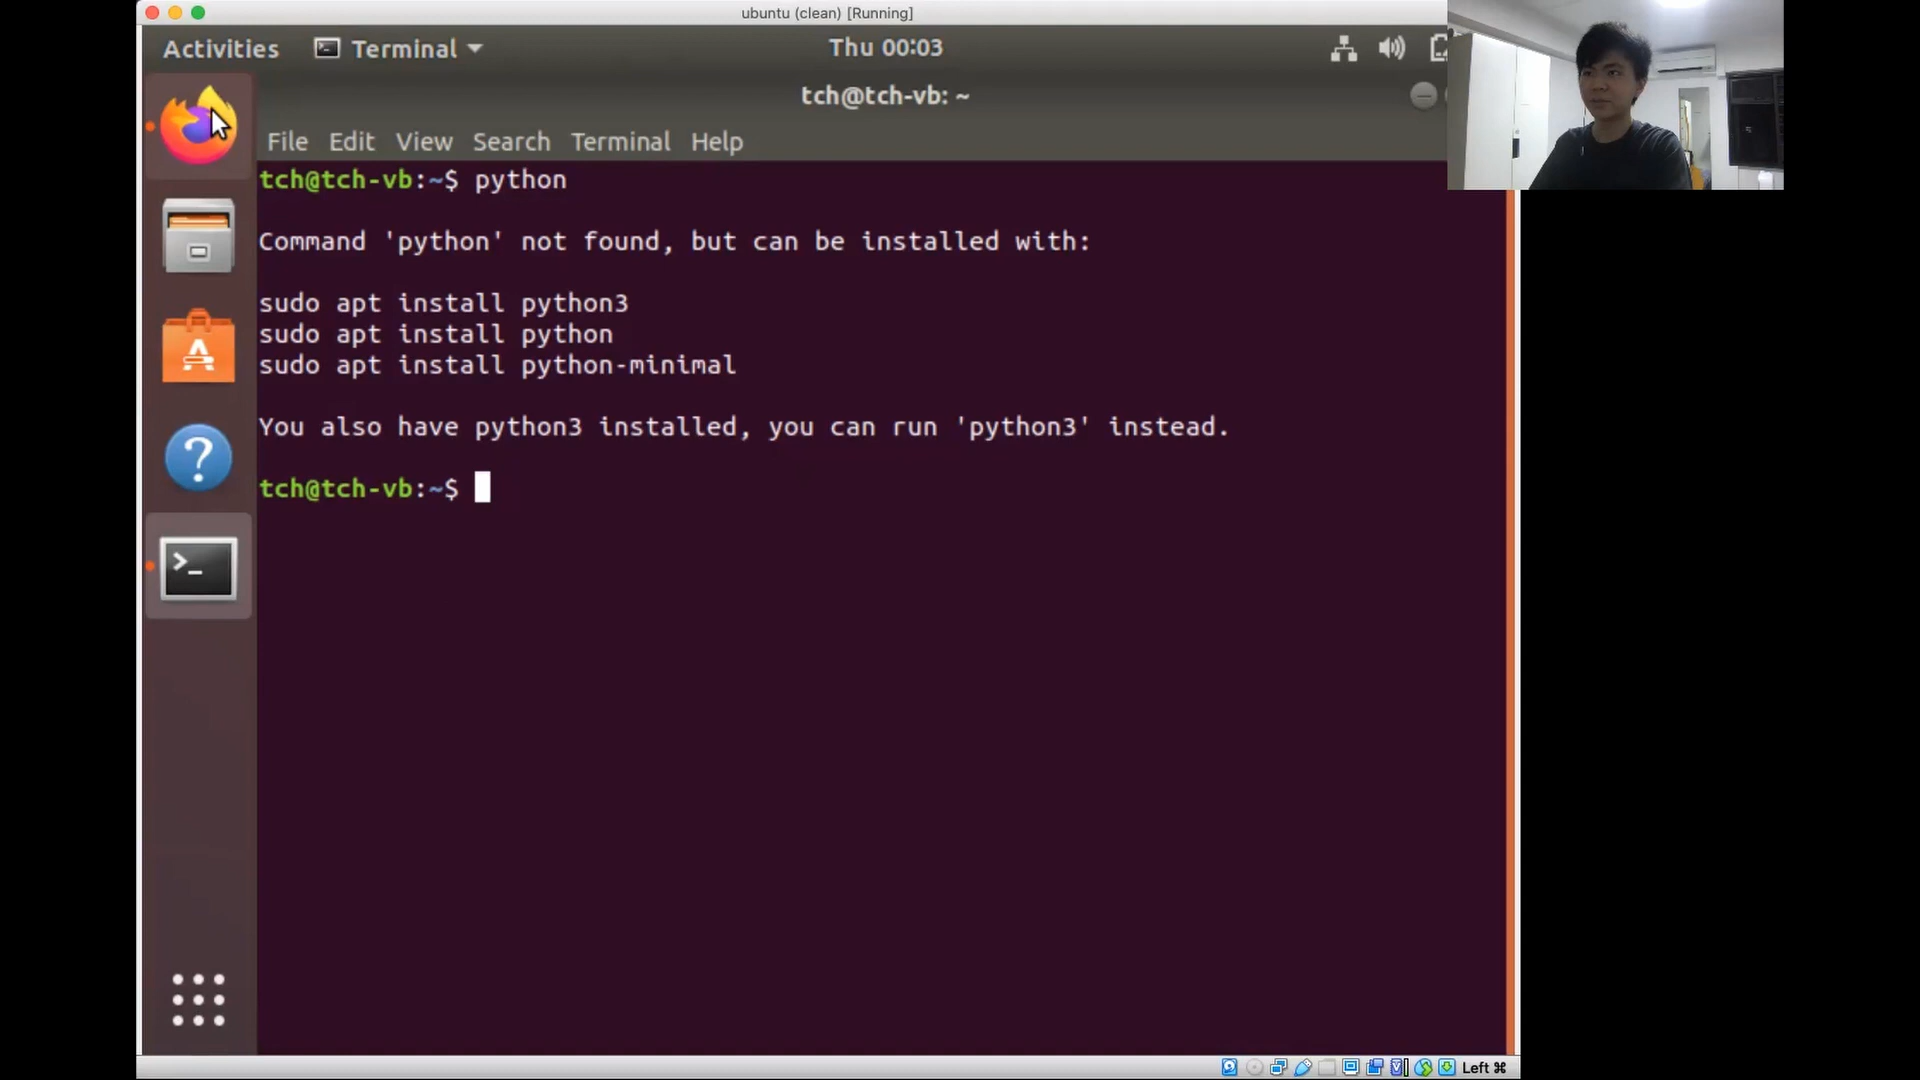 ubuntu (clean) [Running]
Activities
Terminal
Thu 00:03
tch@tch-vb: ~
File Edit View Search Terminal Help
tch@tch-vb:~$ python
Command 'python' not found, but can be installed with:
sudo apt install python3
sudo apt install python
sudo apt install python-minimal
You also have python3 installed, you can run 'python3' instead.
tch@tch-vb:~$
Left ⌘